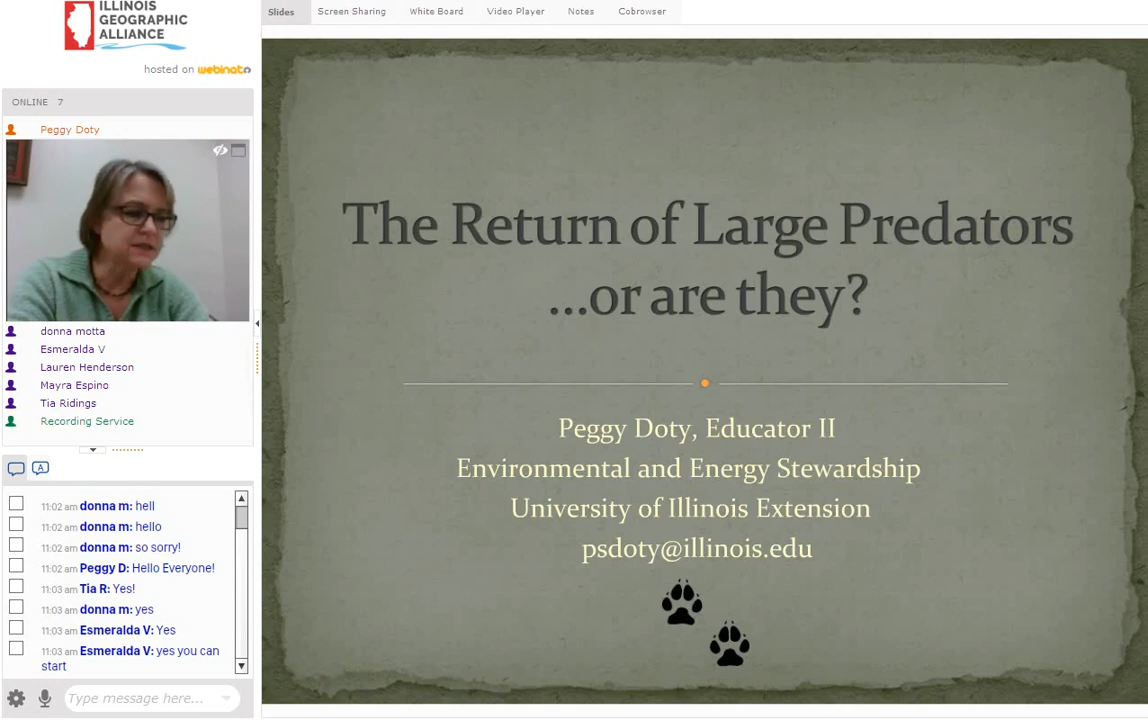 ILLINOIS
GEOGRAPHIC
ALLIANCE
hosted on webinato
ONLINE 7
Peggy Doty
donna motta
Esmeralda V
Lauren Henderson
Mayra Espino
Tia Ridings
Recording Service
A
11:02 am donna m: hell
11:02 am donna m: hello
11:02 am donna m: so sorry!
11:02 am Peggy D: Hello Everyone!
11:03 am Tia R: Yes!
11:03 am donna m: yes
11:03 am Esmeralda V: Yes
11:03 am Esmeralda V: yes you can
start
Type message here...
Slides Screen Sharing White Board Video Player Notes Cobrowser
The Return of Large Predators
...or are they?
Peggy Doty, Educator II
Environmental and Energy Stewardship
University of Illinois Extension
psdoty@illinois.edu